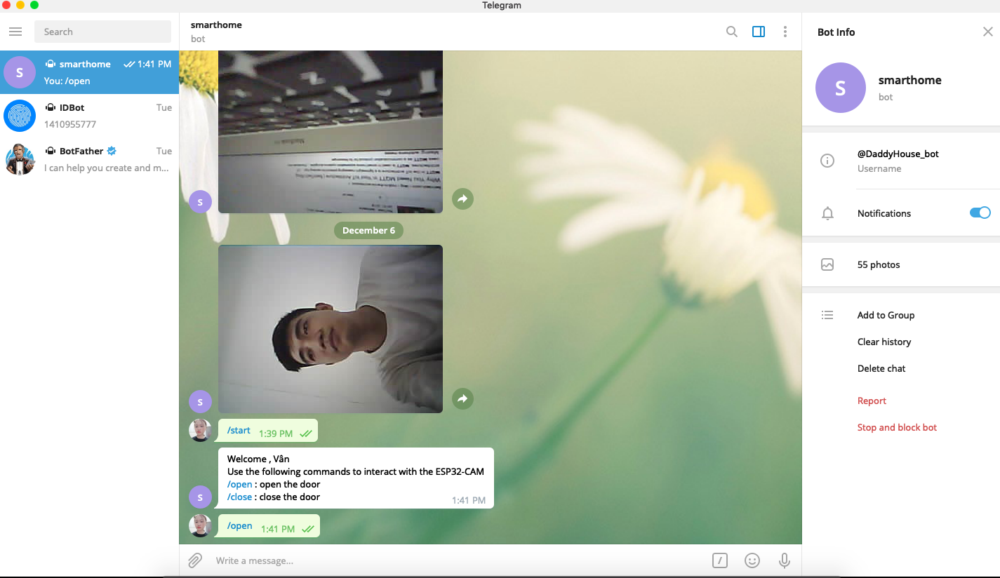 Telegram
Search
smarthome
1:41 PM
You: /open
IDBot
Tue
1410955777
BotFather
Tue
I can help you create and m...
smarthome
bot
December 6
/start
1:39 PM
Welcome , Vân
Use the following commands to interact with the ESP32-CAM
/open : open the door
/close : close the door
1:41 PM
/open
1:41 PM
Write a message...
Bot Info
S
smarthome
bot
@DaddyHouse_bot
Username
Notifications
55 photos
Add to Group
Clear history
Delete chat
Report
Stop and block bot